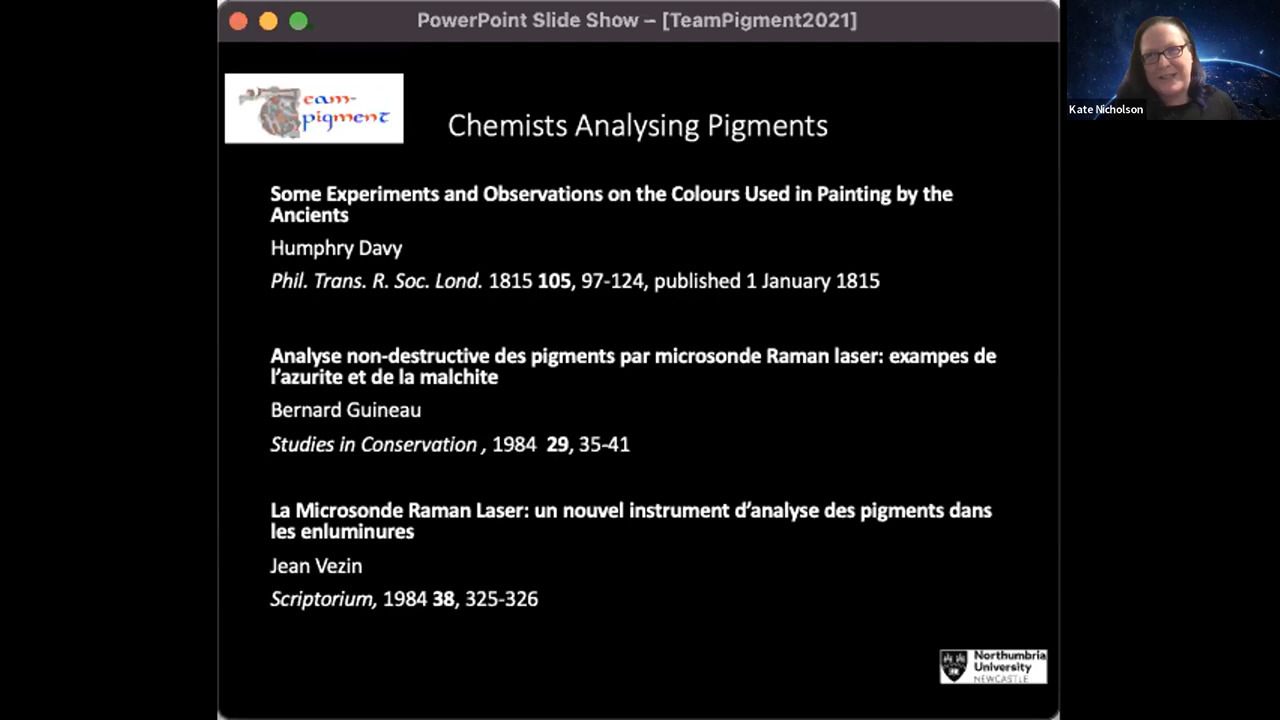 PowerPoint Slide Show – [TeamPigment2021]
Team-
pigment
Chemists Analysing Pigments
Kate Nicholson
Some Experiments and Observations on the Colours Used in Painting by the
Ancients
Humphry Davy
Phil. Trans. R. Soc. Lond. 1815 105, 97-124, published 1 January 1815
Analyse non-destructive des pigments par microsonde Raman laser: exampes de
l’azurite et de la malchite
Bernard Guineau
Studies in Conservation , 1984 29, 35-41
La Microsonde Raman Laser: un nouvel instrument d’analyse des pigments dans
les enluminures
Jean Vezin
Scriptorium, 1984 38, 325-326
Northumbria
University
NEWCASTLE